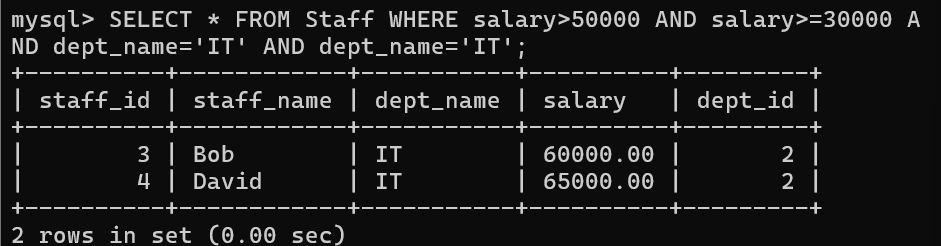 mysql> SELECT * FROM Staff WHERE salary>50000 AND salary>=30000 A
ND dept_name='IT' AND dept_name='IT';
+----------+------------+-----------+----------+---------+
| staff_id | staff_name | dept_name | salary   | dept_id |
+----------+------------+-----------+----------+---------+
|        3 | Bob        | IT        | 60000.00 |       2 |
|        4 | David      | IT        | 65000.00 |       2 |
+----------+------------+-----------+----------+---------+
2 rows in set (0.00 sec)